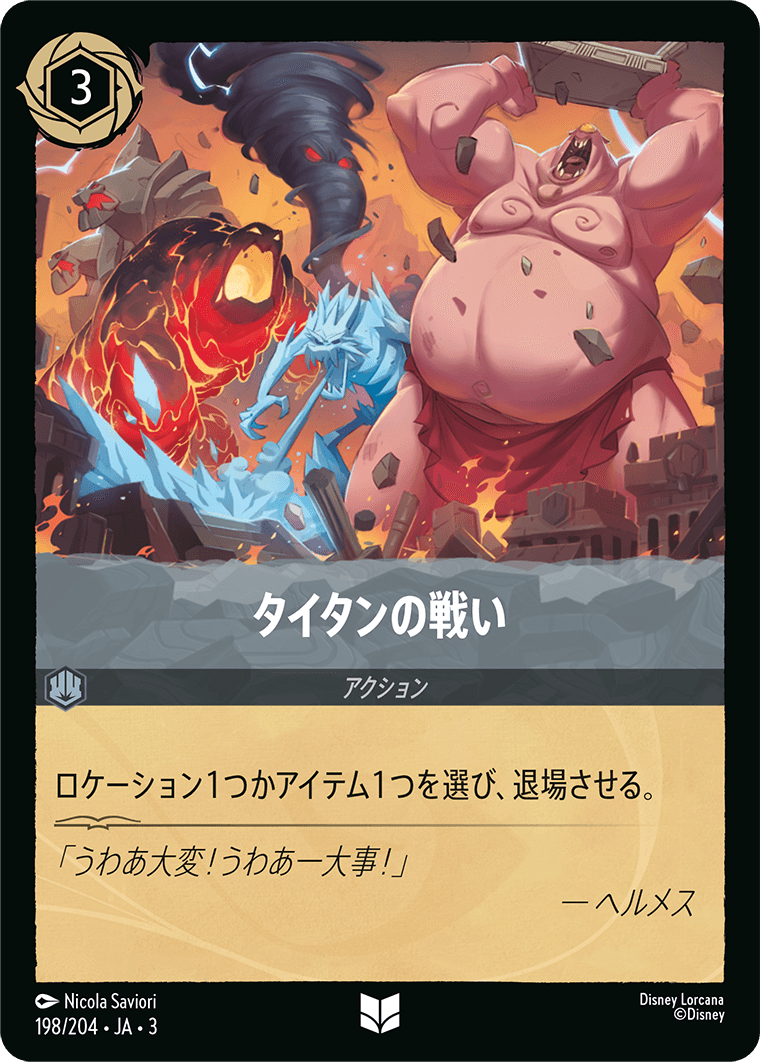 3
タイタンの戦い
アクション
ロケーション1つかアイテム1つを選び、退場させる。
「うわあ大変！うわあ一大事！」
— ヘルメス
Nicola Saviori
198/204 • JA • 3
Disney Lorcana
©Disney